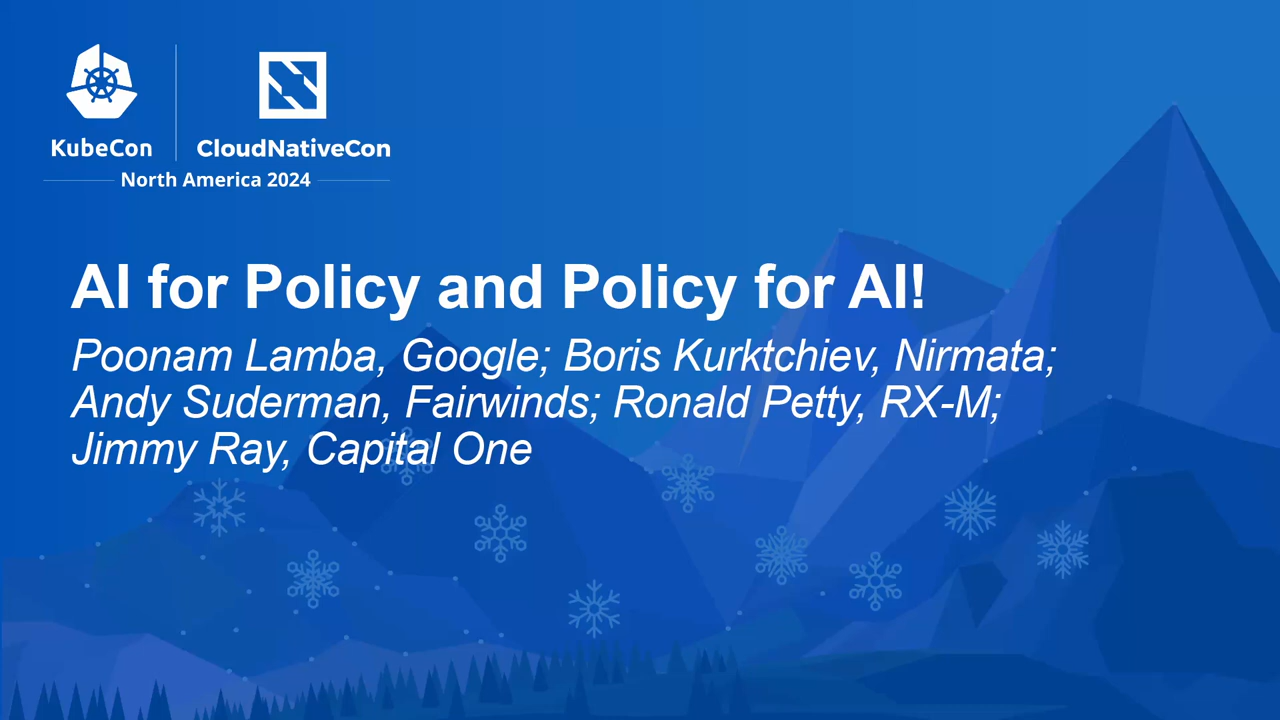 KubeCon
CloudNativeCon
North America 2024
AI for Policy and Policy for AI!
Poonam Lamba, Google; Boris Kurktchiev, Nirmata;
Andy Suderman, Fairwinds; Ronald Petty, RX-M;
Jimmy Ray, Capital One